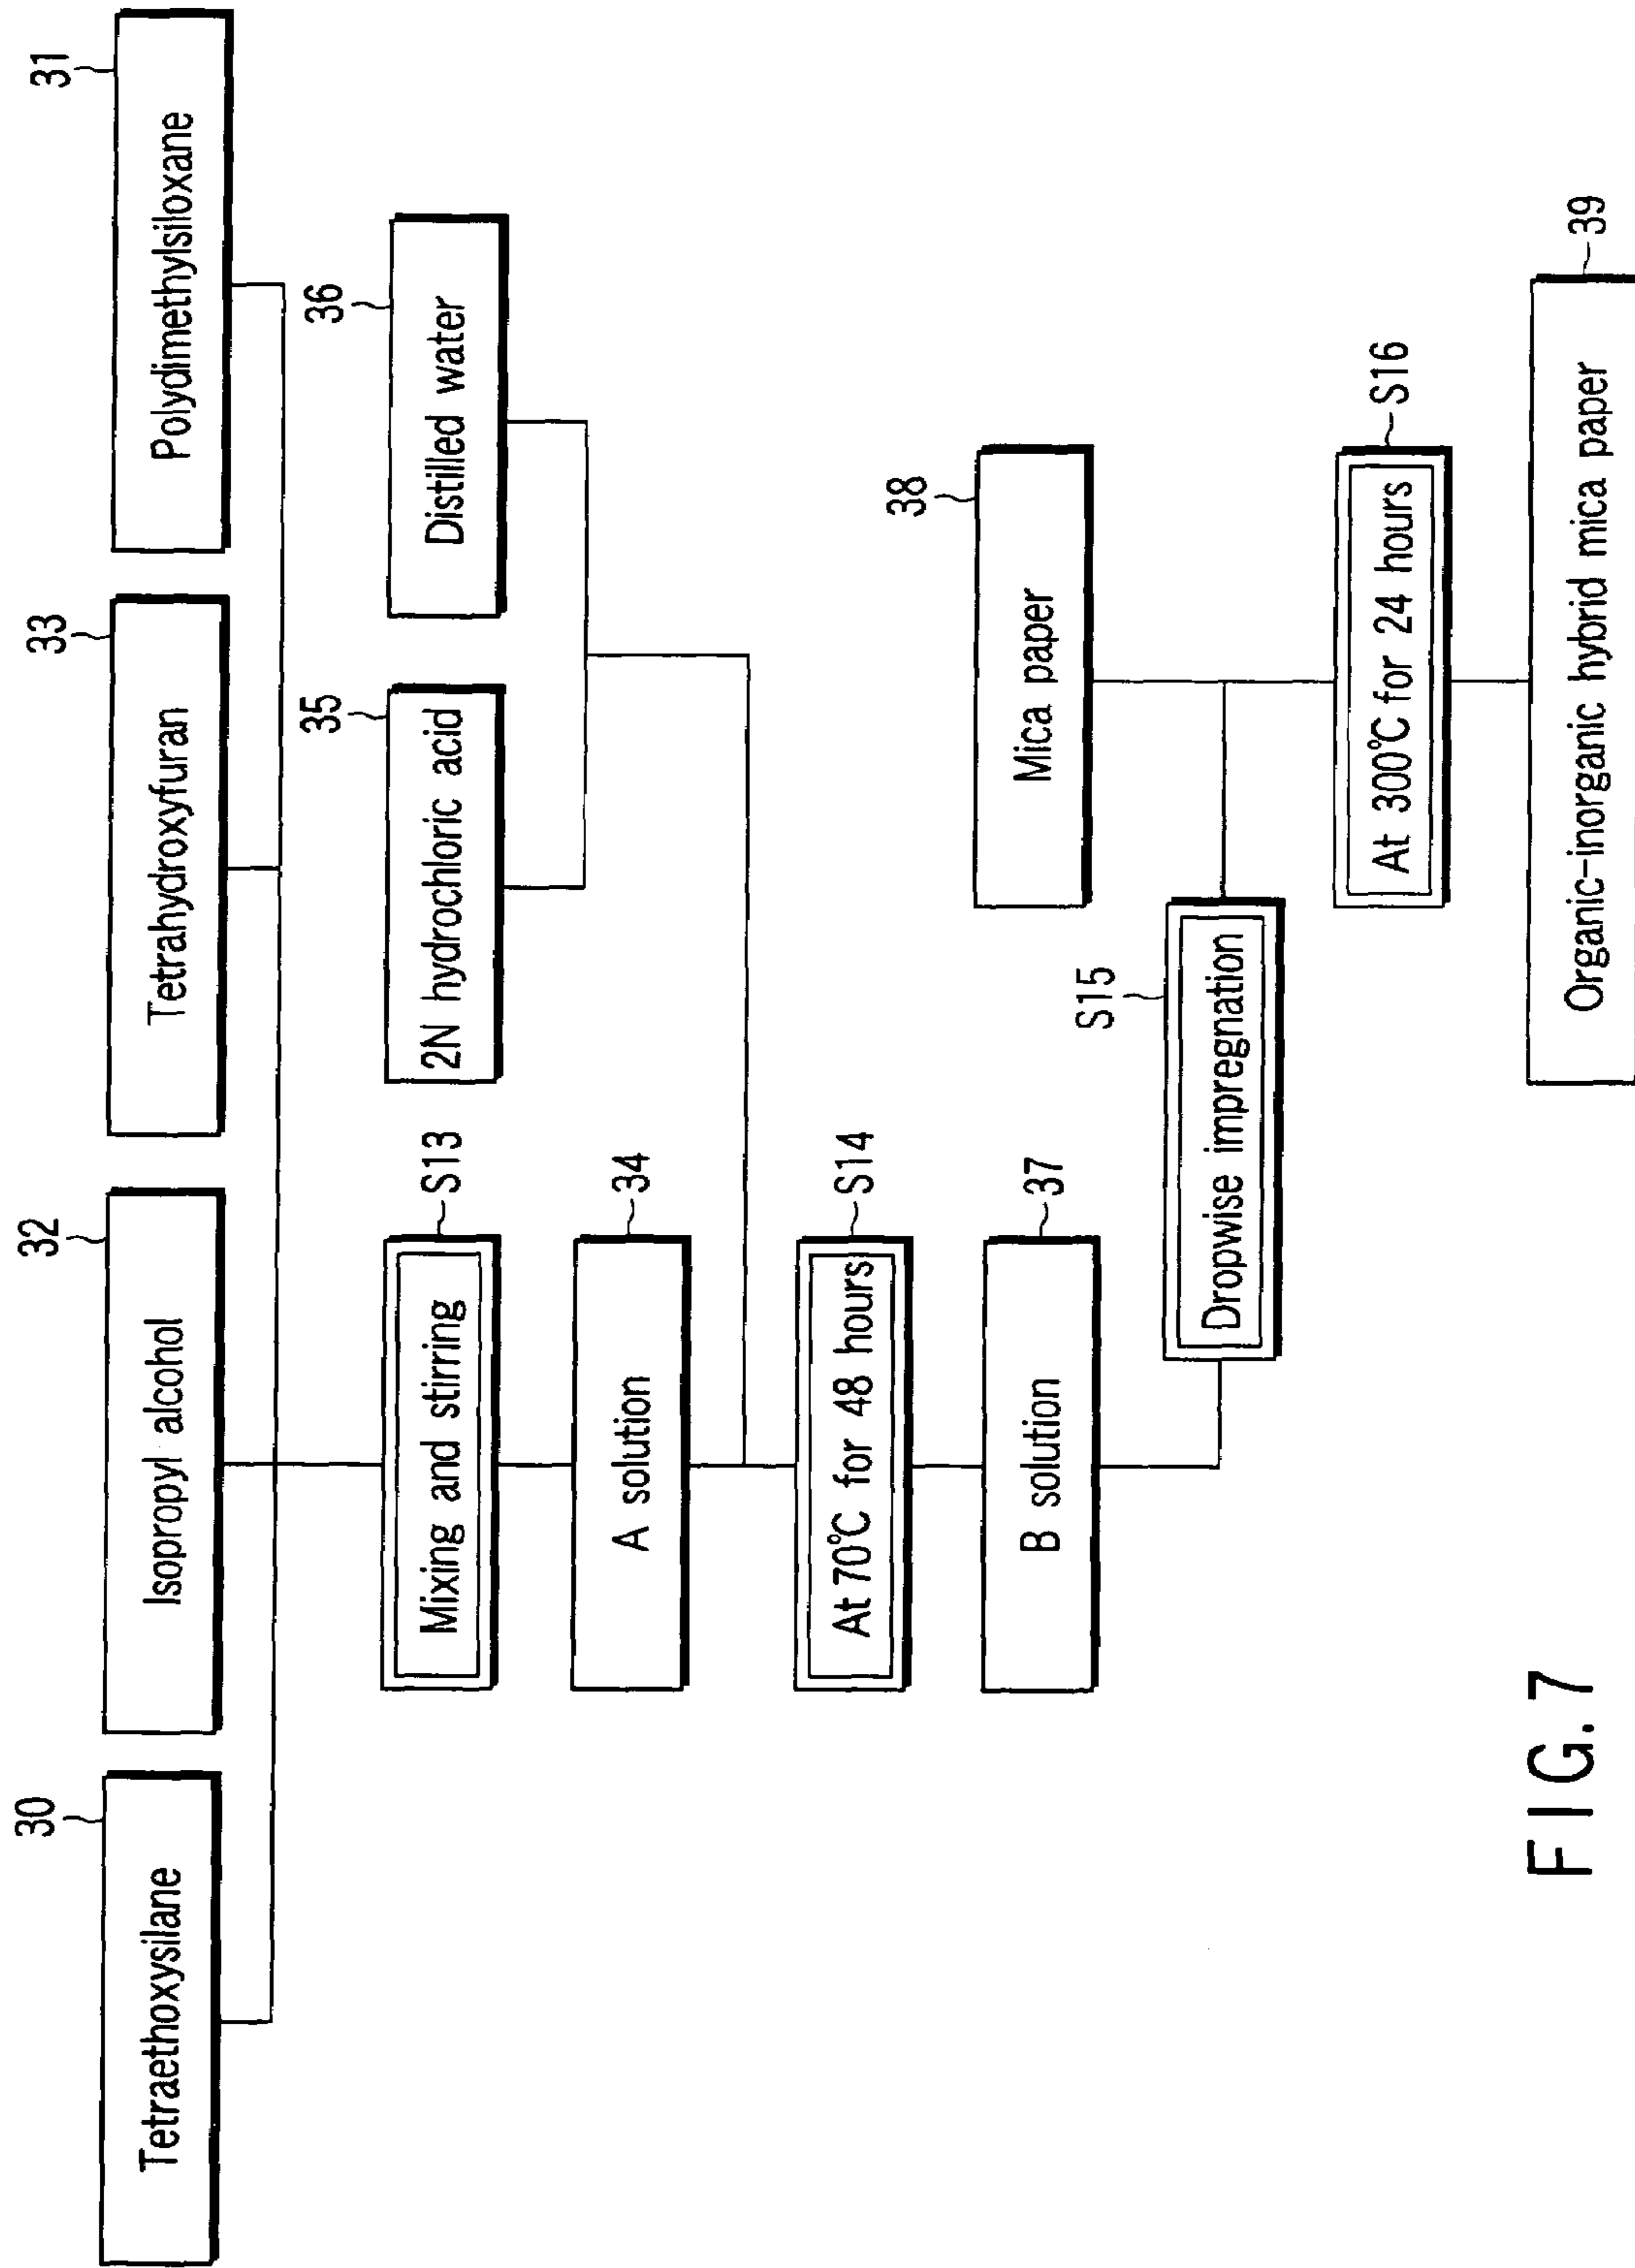 30
Tetraethoxysilane
32
Isopropyl alcohol
33
Tetrahydroxyfuran
31
Polydimethylsiloxane
Mixing and stirring
S13
35
2N hydrochloric acid
36
Distilled water
A solution
34
At 70℃ for 48 hours
S14
B solution
37
38
Mica paper
S15
Dropwise impregnation
At 300℃ for 24 hours
S16
Organic-inorganic hybrid mica paper
39
FIG.7